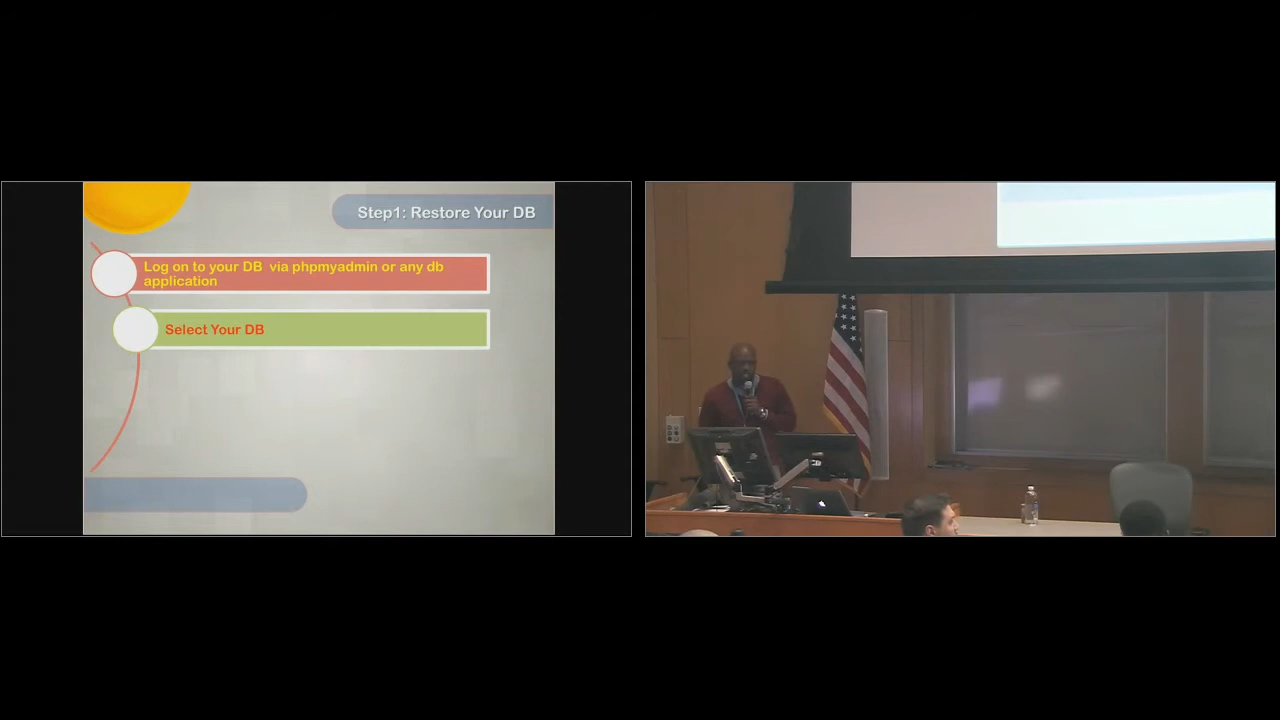 Step1: Restore Your DB
Log on to your DB via phpmyadmin or any db
application
Select Your DB